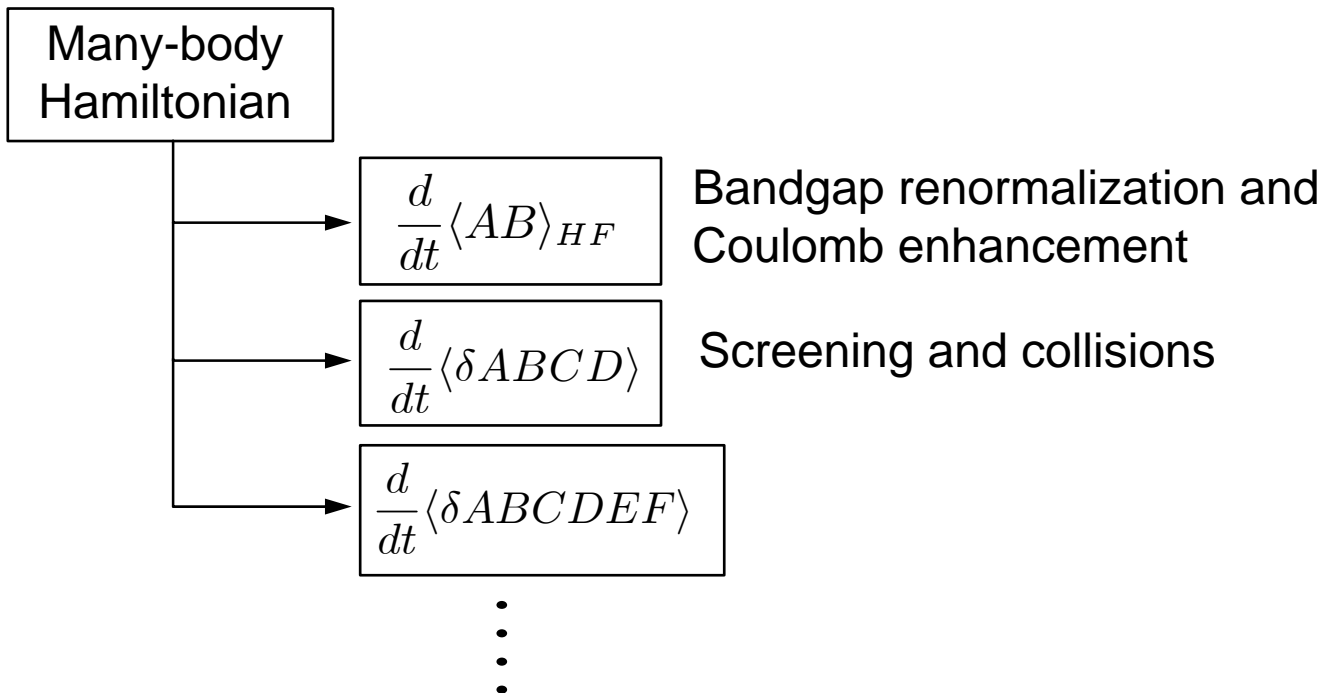 Many-body
Hamiltonian
d/dt ⟨AB⟩_HF
Bandgap renormalization and
Coulomb enhancement
d/dt ⟨δABCD⟩
Screening and collisions
d/dt ⟨δABCDEF⟩